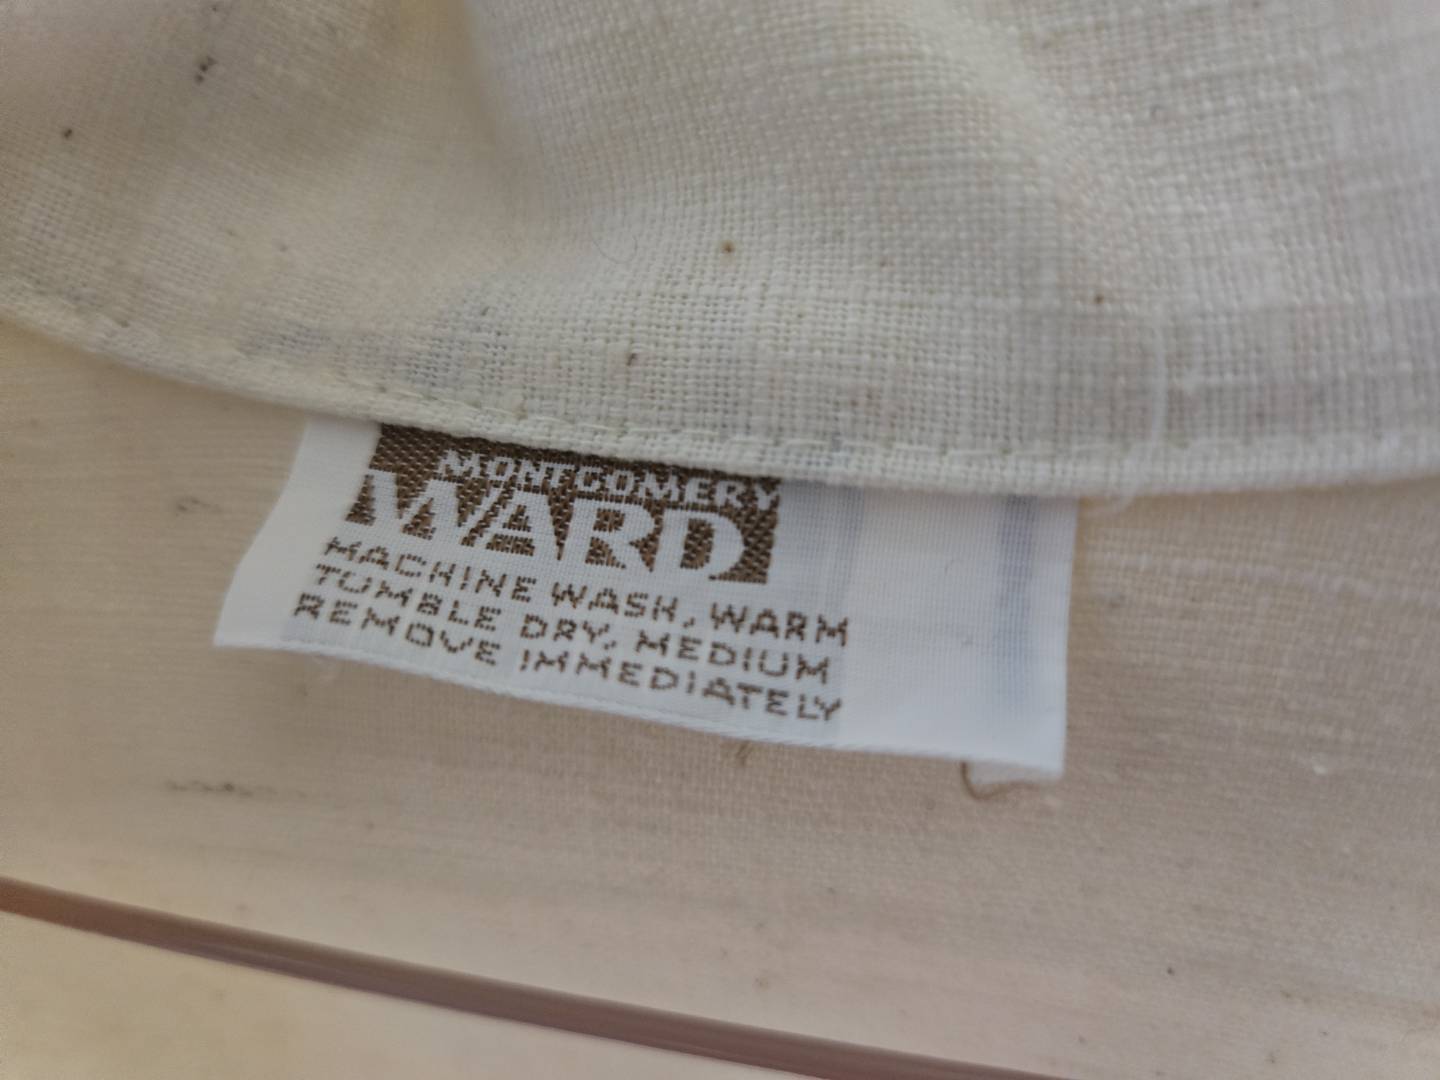 MONTGOMERY
WARD
MACHINE WASH, WARM
TUMBLE DRY, MEDIUM
REMOVE IMMEDIATELY